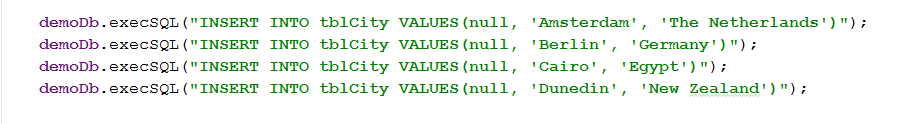 demoDb.execSQL("INSERT INTO tblCity VALUES(null, 'Amsterdam', 'The Netherlands')");
demoDb.execSQL("INSERT INTO tblCity VALUES(null, 'Berlin', 'Germany')");
demoDb.execSQL("INSERT INTO tblCity VALUES(null, 'Cairo', 'Egypt')");
demoDb.execSQL("INSERT INTO tblCity VALUES(null, 'Dunedin', 'New Zealand')");